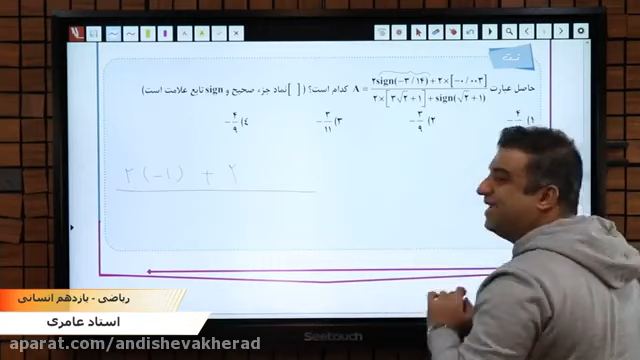 تست
حاصل عبارت A = (۲sign(−۳/۱۴) + ۲×[−۰/۰۰۳]) / (۲×[۳√۲+۱] + sign(√۲+۱)) کدام است؟ ([ ] نماد جزء صحیح و sign تابع علامت است)
۱) −۴/ ۲) −۳/۹ ۳) −۳/۱۱ ۴) −۴/۹
۲(−۱) + ۲
ریاضی - یازدهم انسانی
استاد عامری
Seetouch
aparat.com/andishevakherad